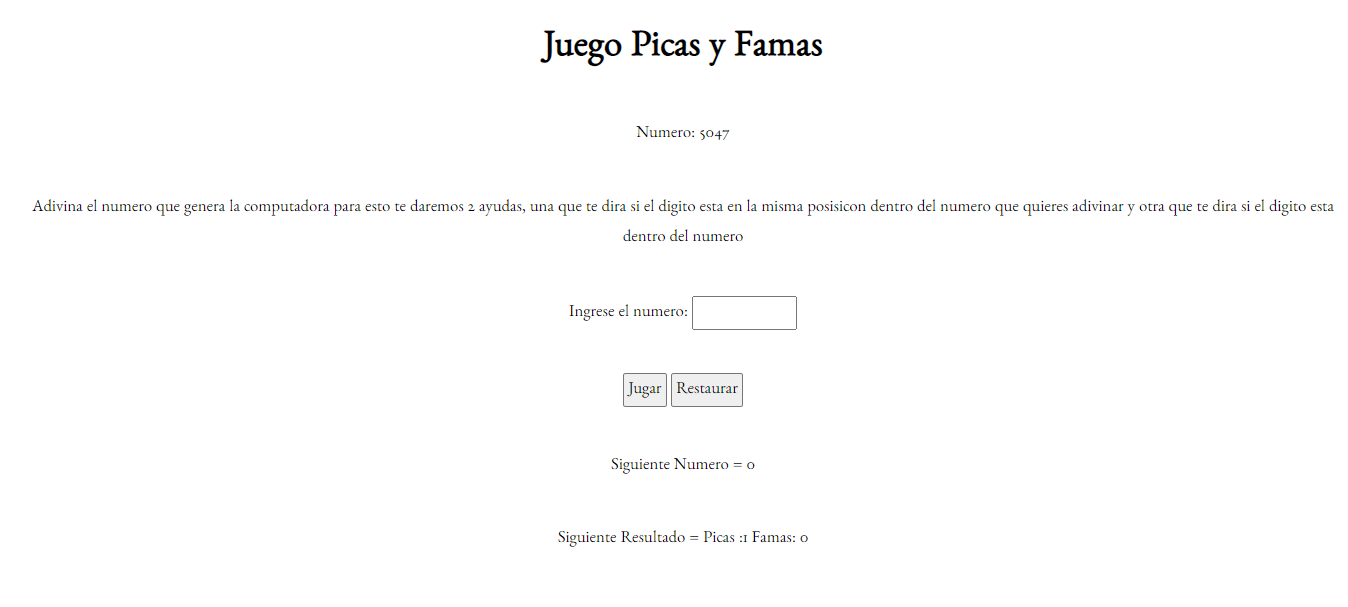 Juego Picas y Famas
Numero: 5047
Adivina el numero que genera la computadora para esto te daremos 2 ayudas, una que te dira si el digito esta en la misma posisicon dentro del numero que quieres adivinar y otra que te dira si el digito esta
dentro del numero
Ingrese el numero:
Jugar Restaurar
Siguiente Numero = 0
Siguiente Resultado = Picas :1 Famas: 0